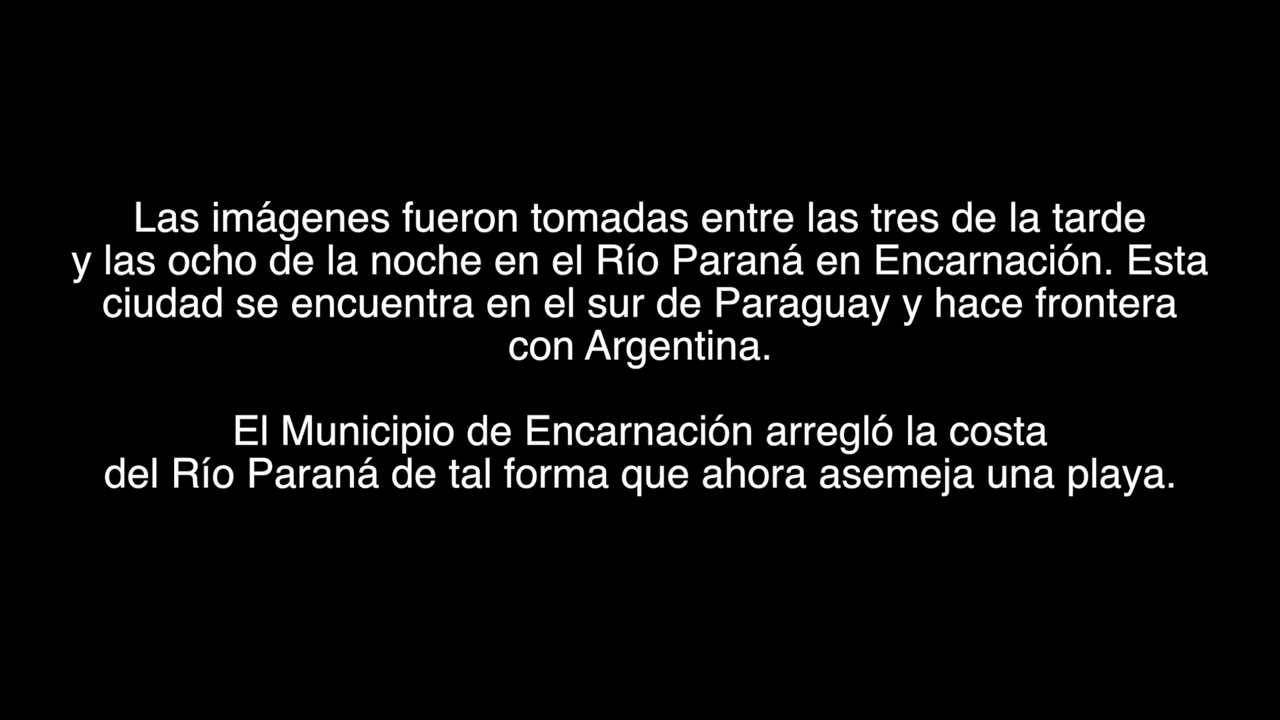 Las imágenes fueron tomadas entre las tres de la tarde
y las ocho de la noche en el Río Paraná en Encarnación. Esta
ciudad se encuentra en el sur de Paraguay y hace frontera
con Argentina.
El Municipio de Encarnación arregló la costa
del Río Paraná de tal forma que ahora asemeja una playa.